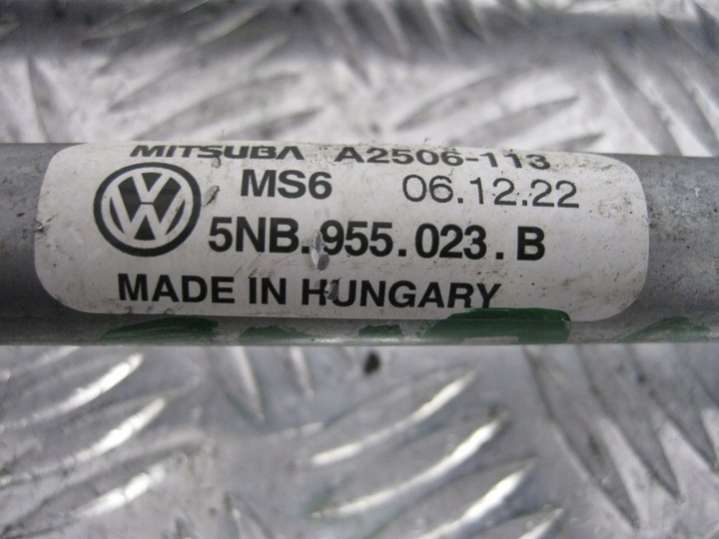 MITSUBA A2506-113
MS6 06.12.22
5NB.955.023.B
MADE IN HUNGARY